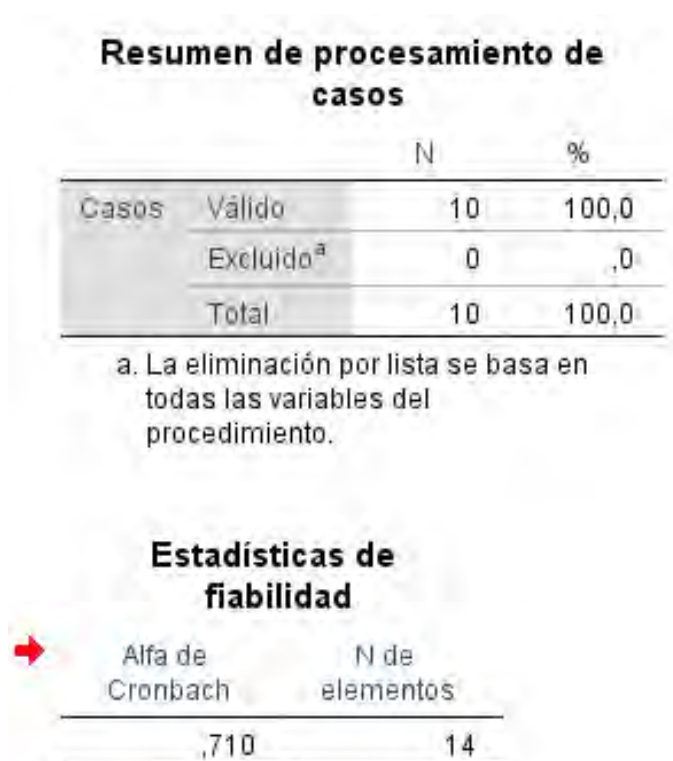 Resumen de procesamiento de
casos
N %
Casos Válido 10 100,0
Excluido a 0 ,0
Total 10 100,0
a. La eliminación por lista se basa en
todas las variables del
procedimiento.
Estadísticas de
fiabilidad
Alfa de N de
Cronbach elementos
,710 14